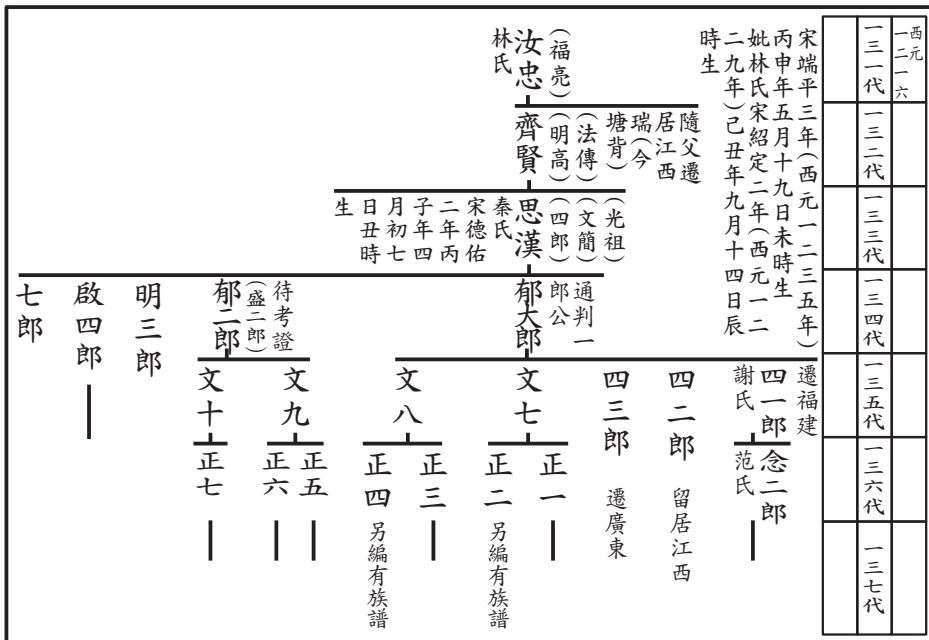 西元
一二一六
一三一代
一三二代
一三三代
一三四代
一三五代
一三六代
一三七代
宋端平三年(西元一二三五年)
丙申年五月十九日未時生
妣林氏宋紹定二年(西元一二
二九年)己丑年九月十四日辰
時生
(福亮)
汝忠
林氏
隨父遷
居江西
瑞(今
塘背)
(法傳)
(明高)
齊賢
(光祖)
(文簡)
(四郎)
思漢
秦氏
宋德佑
二年丙
子年四
月初七
日丑時
生
通判一
郎公
郁大郎
待考證
(盛二郎)
郁二郎
明三郎
啟四郎
七郎
遷福建
四一郎
謝氏
四二郎
留居江西
四三郎
遷廣東
文七
文八
文九
文十
念二郎
范氏
正一
正二
另編有族譜
正三
正四
另編有族譜
正五
正六
正七